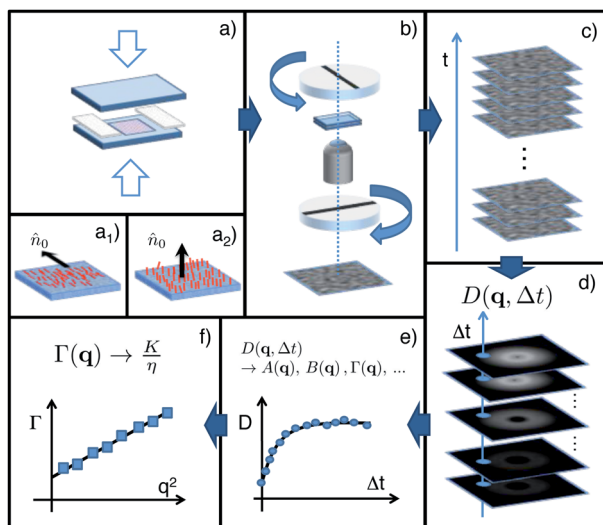 a)
b)
c)
t
n̂₀
a₁)
n̂₀
a₂)
d)
D(q, Δt)
Δt
f)
Γ(q) → K/η
Γ
q²
e)
D(q, Δt)
→ A(q), B(q), Γ(q), ...
D
Δt